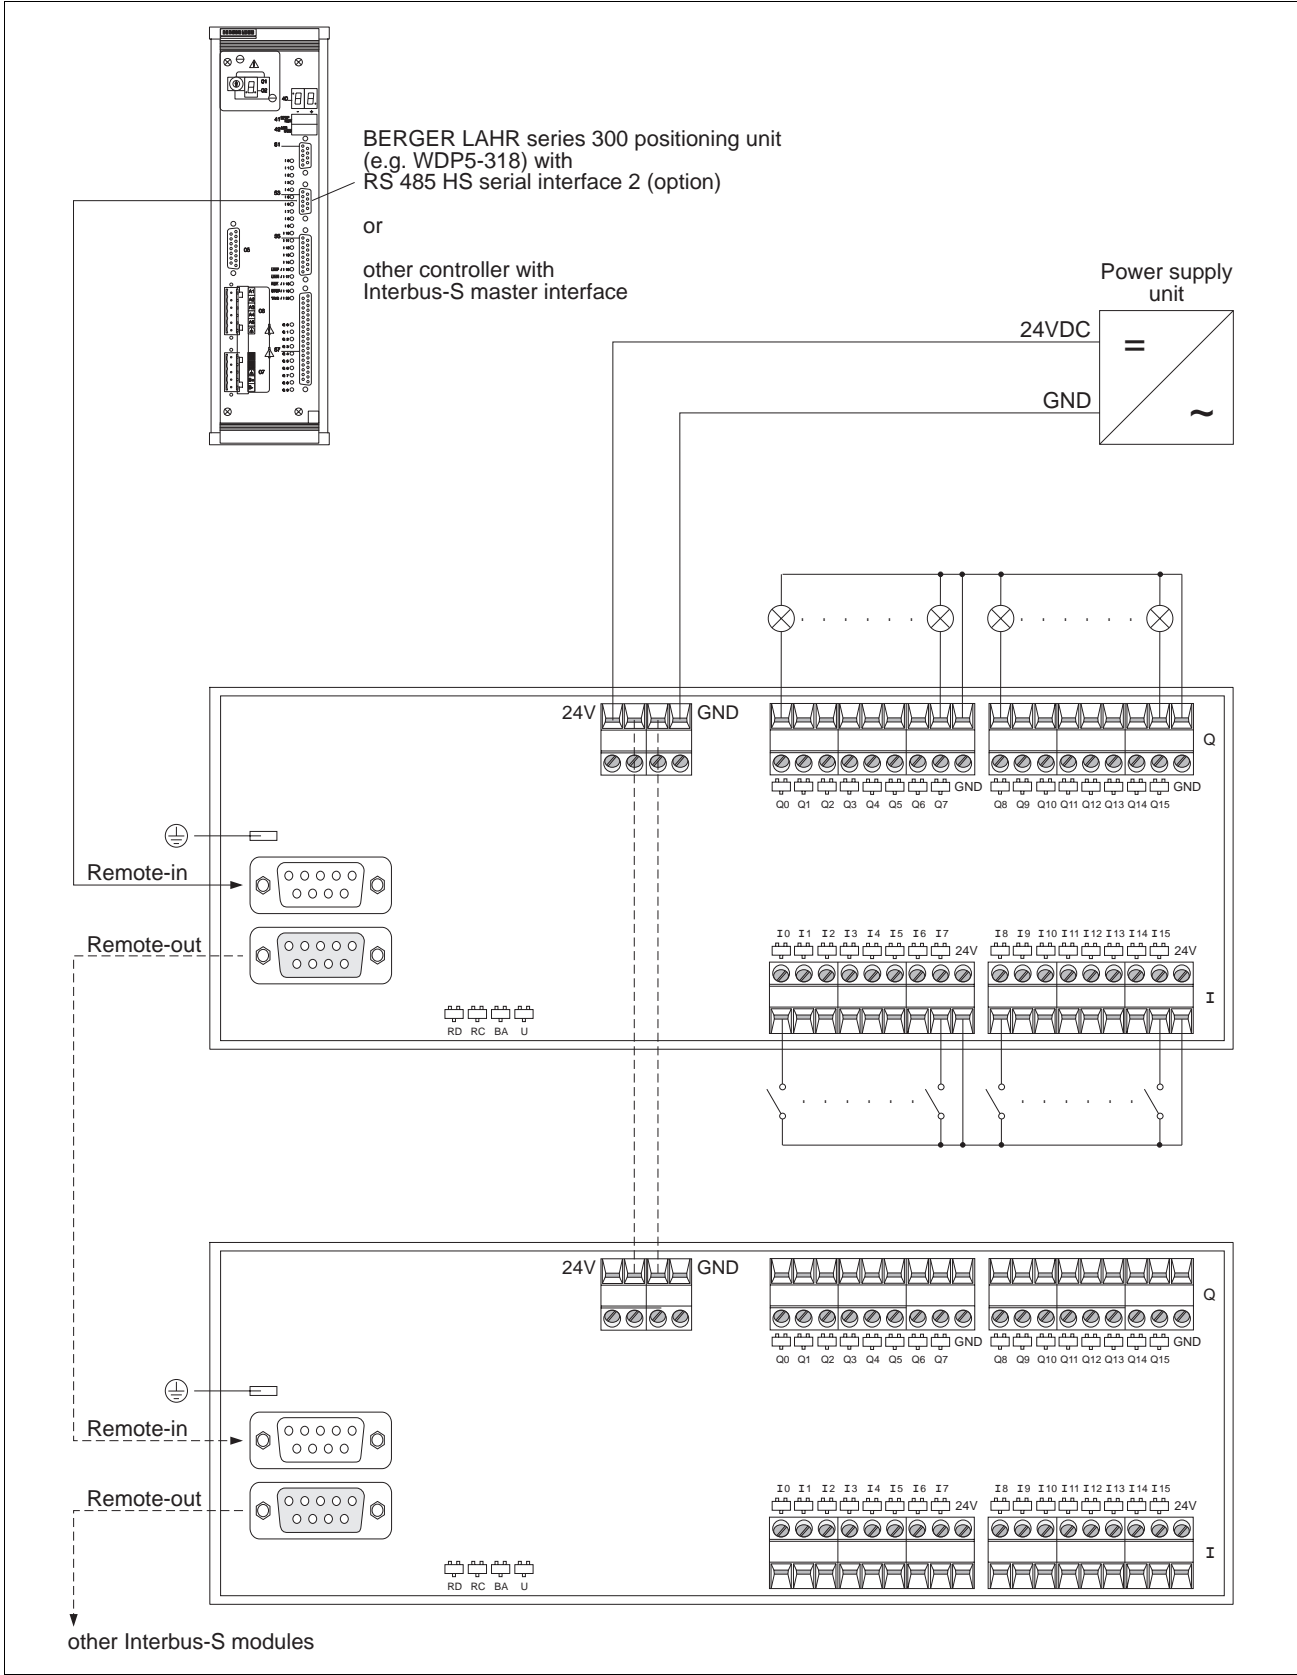 BERGER LAHR series 300 positioning unit
(e.g. WDP5-318) with
RS 485 HS serial interface 2 (option)
or
other controller with
Interbus-S master interface
Power supply
unit
24VDC
=
GND
~
24V GND
Q
Q0 Q1 Q2 Q3 Q4 Q5 Q6 Q7 GND Q8 Q9 Q10 Q11 Q12 Q13 Q14 Q15 GND
Remote-in
Remote-out
I0 I1 I2 I3 I4 I5 I6 I7 24V I8 I9 I10 I11 I12 I13 I14 I15 24V
I
RD RC BA U
24V GND
Q
Q0 Q1 Q2 Q3 Q4 Q5 Q6 Q7 GND Q8 Q9 Q10 Q11 Q12 Q13 Q14 Q15 GND
Remote-in
Remote-out
I0 I1 I2 I3 I4 I5 I6 I7 24V I8 I9 I10 I11 I12 I13 I14 I15 24V
I
RD RC BA U
other Interbus-S modules